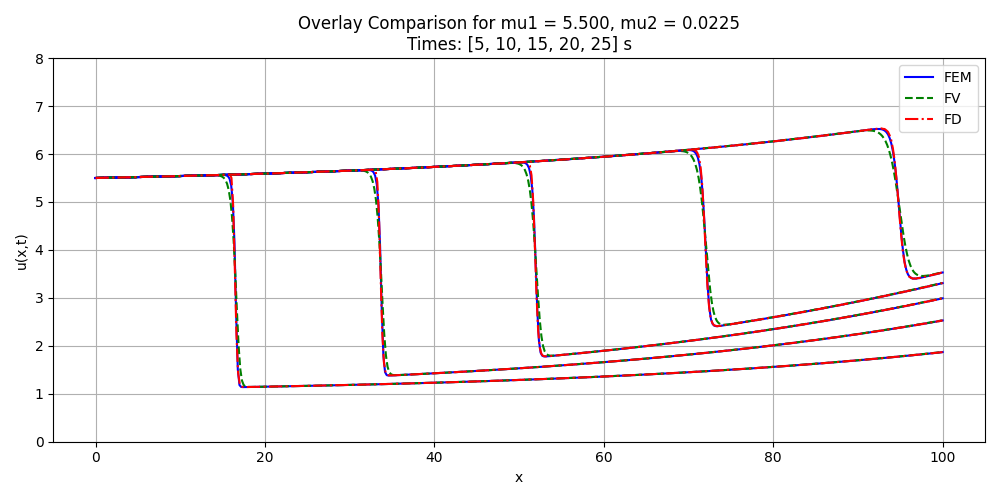 Overlay Comparison for mu1 = 5.500, mu2 = 0.0225
Times: [5, 10, 15, 20, 25] s
8
7
6
5
4
3
2
1
0
u(x,t)
FEM
FV
FD
0
20
40
60
80
100
x